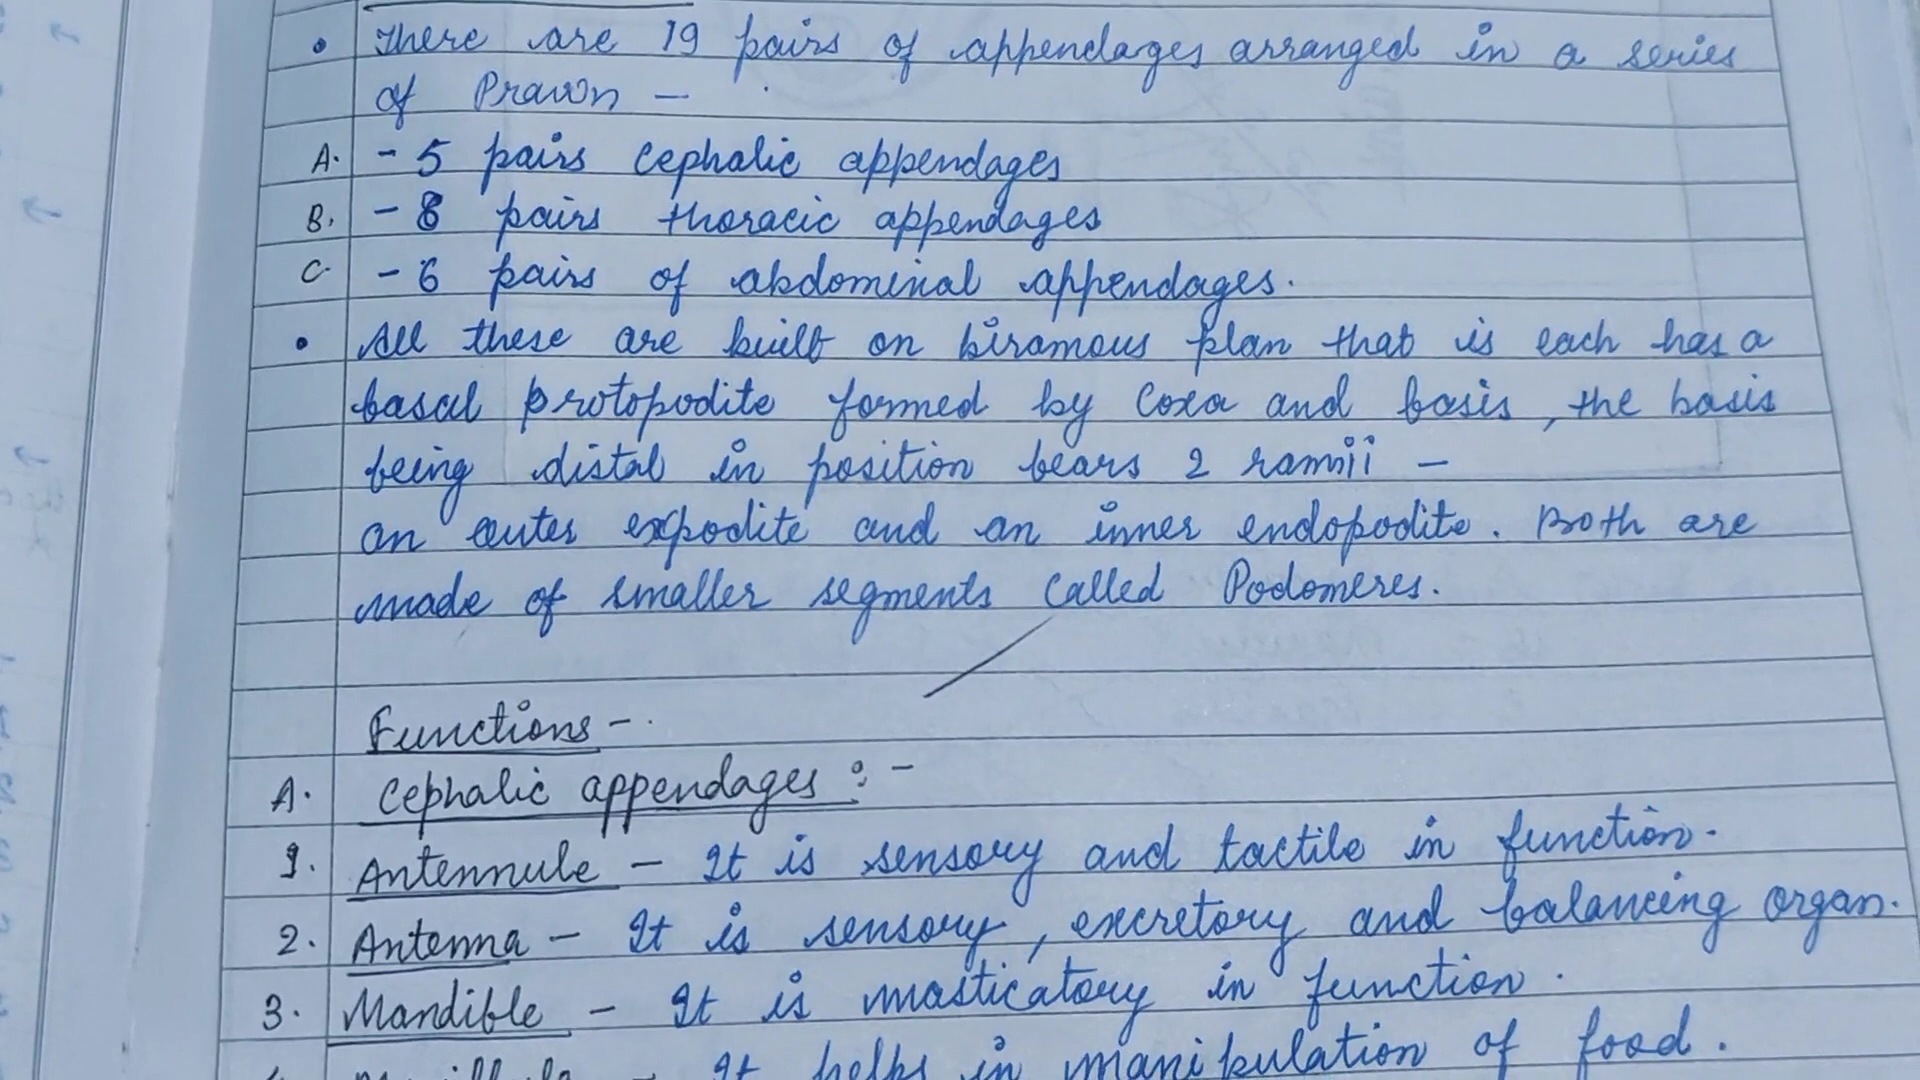 • There are 19 pairs of appendages arranged in a series
of Prawn —
A. - 5 pairs cephalic appendages
B. - 8 pairs thoracic appendages
C. - 6 pairs of abdominal appendages.
• All these are built on biramous plan that is each has a
basal protopodite formed by coxa and basis, the basis
being distal in position bears 2 ramii —
an outer expodite and an inner endopodite. Both are
made of smaller segments called Podomeres.
Functions -
A. Cephalic appendages : -
1. Antennule - It is sensory and tactile in function.
2. Antenna - It is sensory, excretory and balancing organ.
3. Mandible - It is masticatory in function.
- It helps in manipulation of food.